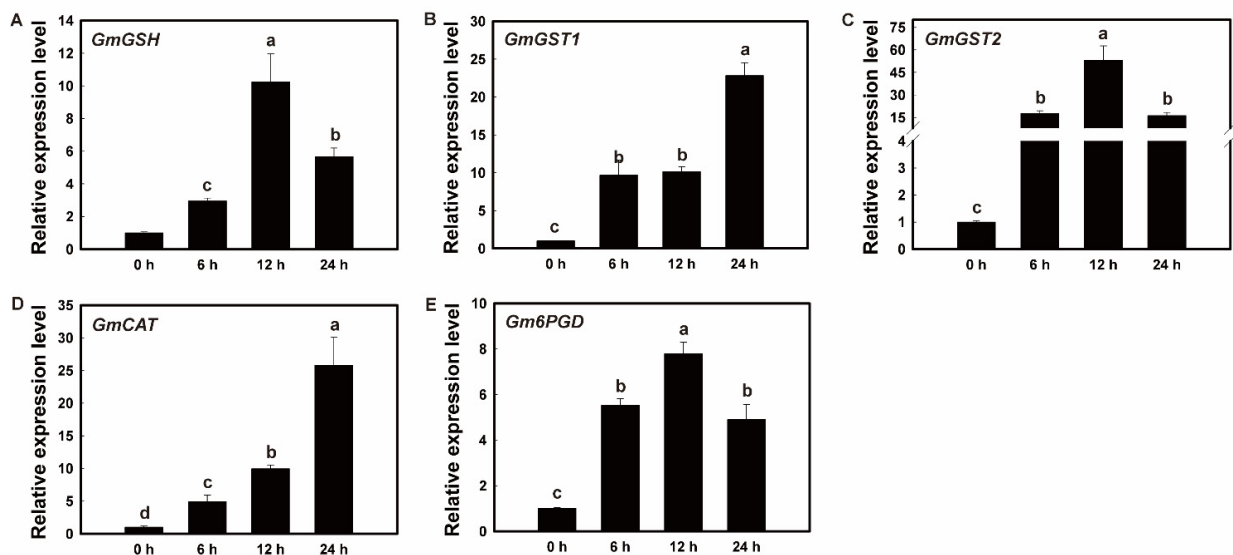 A
GmGSH
Relative expression level
14
12
10
8
6
4
2
0
c
a
b
0 h 6 h 12 h 24 h
B
GmGST1
Relative expression level
30
25
20
15
10
5
0
c
b
b
a
0 h 6 h 12 h 24 h
C
GmGST2
Relative expression level
75
60
45
30
15
4
3
2
1
0
c
b
a
b
0 h 6 h 12 h 24 h
D
GmCAT
Relative expression level
35
30
25
20
15
10
5
0
d
c
b
a
0 h 6 h 12 h 24 h
E
Gm6PGD
Relative expression level
10
8
6
4
2
0
c
b
a
b
0 h 6 h 12 h 24 h